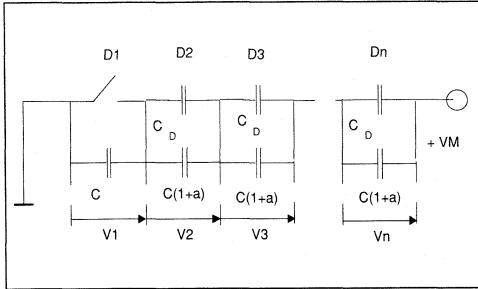 D1 D2 D3 Dn
C D C D C D
+ VM
C C(1+a) C(1+a) C(1+a)
V1 V2 V3 Vn